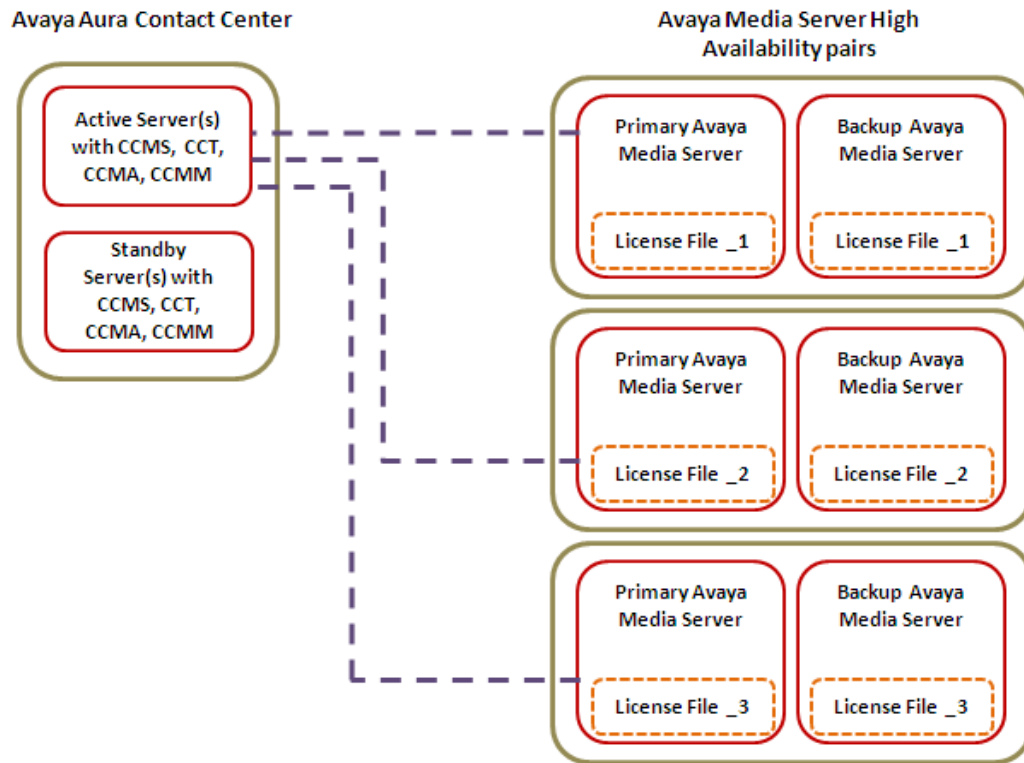 Avaya Aura Contact Center
Active Server(s)
with CCMS, CCT,
CCMA, CCMM
Standby
Server(s) with
CCMS, CCT,
CCMA, CCMM
Avaya Media Server High
Availability pairs
Primary Avaya
Media Server
License File _1
Backup Avaya
Media Server
License File _1
Primary Avaya
Media Server
License File _2
Backup Avaya
Media Server
License File _2
Primary Avaya
Media Server
License File _3
Backup Avaya
Media Server
License File _3